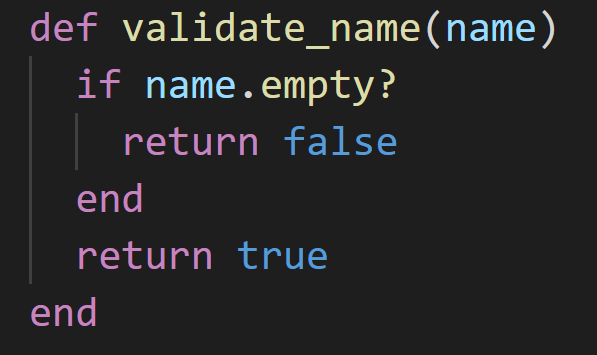 def validate_name(name)
  if name.empty?
    return false
  end
  return true
end